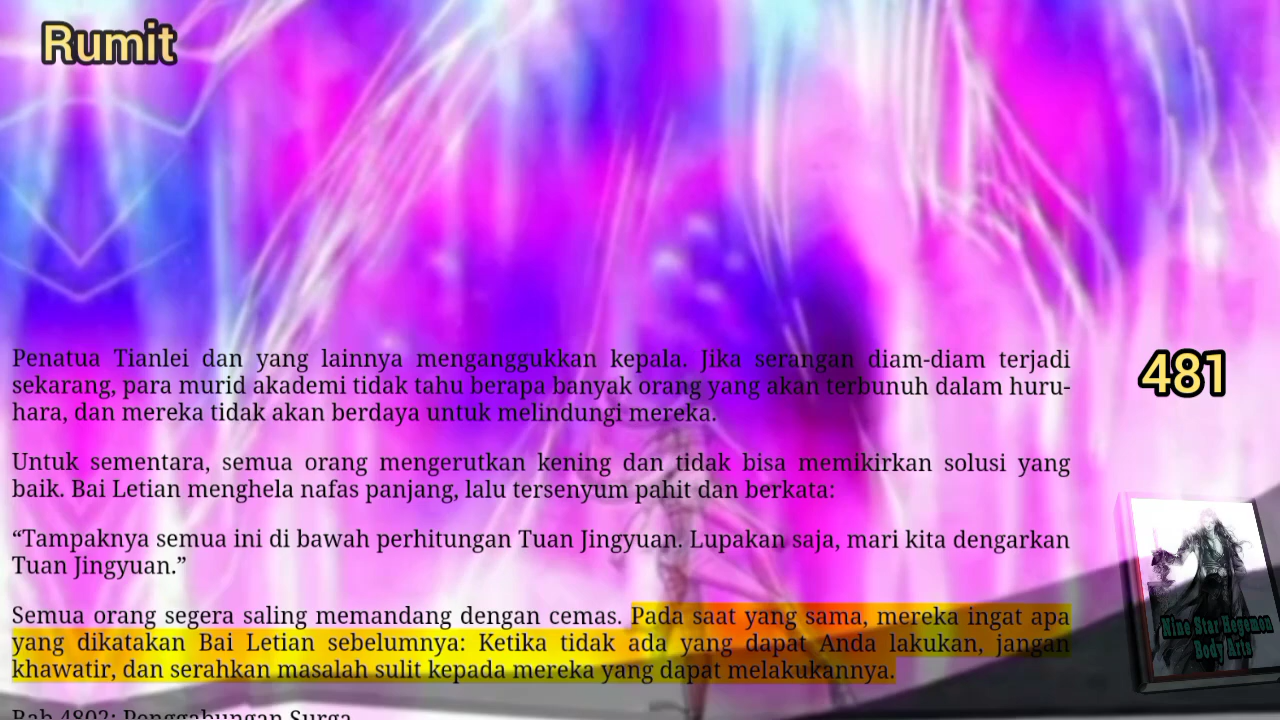 Rumit
Penatua Tianlei dan yang lainnya menganggukkan kepala. Jika serangan diam-diam terjadi
sekarang, para murid akademi tidak tahu berapa banyak orang yang akan terbunuh dalam huru-
hara, dan mereka tidak akan berdaya untuk melindungi mereka.
481
Untuk sementara, semua orang mengerutkan kening dan tidak bisa memikirkan solusi yang
baik. Bai Letian menghela nafas panjang, lalu tersenyum pahit dan berkata:
“Tampaknya semua ini di bawah perhitungan Tuan Jingyuan. Lupakan saja, mari kita dengarkan
Tuan Jingyuan.”
Semua orang segera saling memandang dengan cemas. Pada saat yang sama, mereka ingat apa
yang dikatakan Bai Letian sebelumnya: Ketika tidak ada yang dapat Anda lakukan, jangan
khawatir, dan serahkan masalah sulit kepada mereka yang dapat melakukannya.
Nine Star Hegemon
Body Arts
Bab 4802: Penggabungan Surga